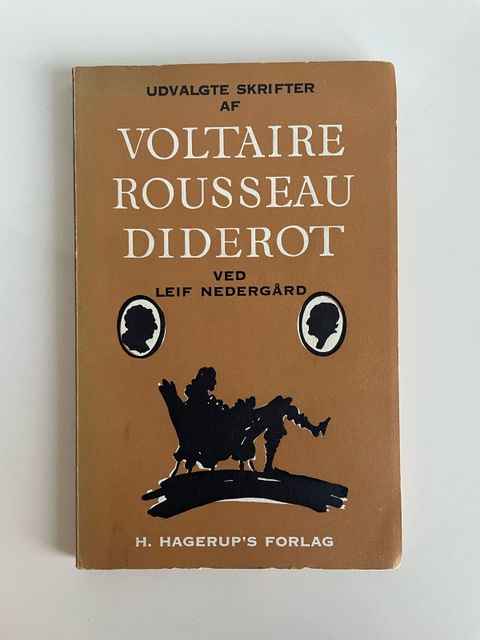 UDVALGTE SKRIFTER
AF
VOLTAIRE
ROUSSEAU
DIDEROT
VED
LEIF NEDERGÅRD
H. HAGERUP'S FORLAG